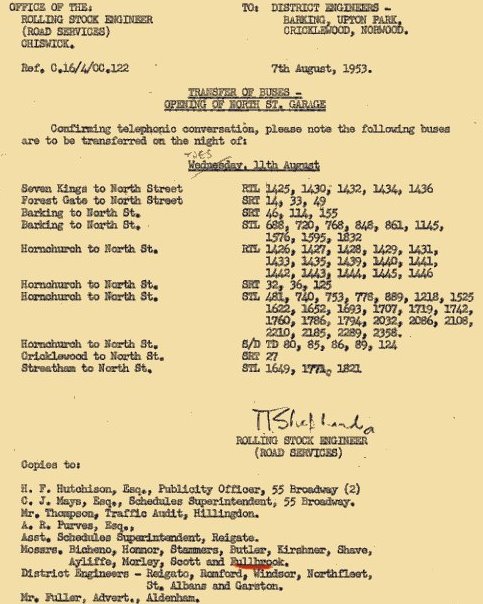 OFFICE OF THE: TO: DISTRICT ENGINEERS -
ROLLING STOCK ENGINEER BARKING, UPTON PARK,
(ROAD SERVICES) CRICKLEWOOD, NORWOOD.
CHISWICK.
Ref. C.16/4/CC.122 7th August, 1953.
TRANSFER OF BUSES -
OPENING OF NORTH ST. GARAGE
Confirming telephonic conversation, please note the following buses
are to be transferred on the night of:
TUES
Wednesday, 11th August
Seven Kings to North Street RTL 1425, 1430, 1432, 1434, 1436
Forest Gate to North Street SRT 14, 33, 49
Barking to North St. SRT 46, 114, 155
Barking to North St. STL 688, 720, 768, 848, 861, 1145,
1576, 1595, 1832
Hornchurch to North St. RTL 1426, 1427, 1428, 1429, 1431,
1433, 1435, 1439, 1440, 1441,
1442, 1443, 1444, 1445, 1446
Hornchurch to North St. SRT 32, 36, 125
Hornchurch to North St. STL 481, 740, 753, 778, 889, 1218, 1525
1622, 1652, 1693, 1707, 1719, 1742,
1760, 1786, 1794, 2032, 2086, 2108,
2210, 2185, 2289, 2358.
Hornchurch to North St. S/D TD 80, 85, 86, 89, 124
Cricklewood to North St. SRT 27
Streatham to North St. STL 1649, 1771, 1821
ROLLING STOCK ENGINEER
(ROAD SERVICES)
Copies to:
H. F. Hutchison, Esq., Publicity Officer, 55 Broadway (2)
C. J. Mays, Esq., Schedules Superintendent, 55 Broadway.
Mr. Thompson, Traffic Audit, Hillingdon.
A. R. Purves, Esq.,
Asst. Schedules Superintendent, Reigate.
Messrs. Bicheno, Honnor, Stammers, Butler, Kirshner, Shave,
Ayliffe, Morley, Scott and Fullbrook.
District Engineers - Reigate, Romford, Windsor, Northfleet,
St. Albans and Garston.
Mr. Fuller, Advert., Aldenham.